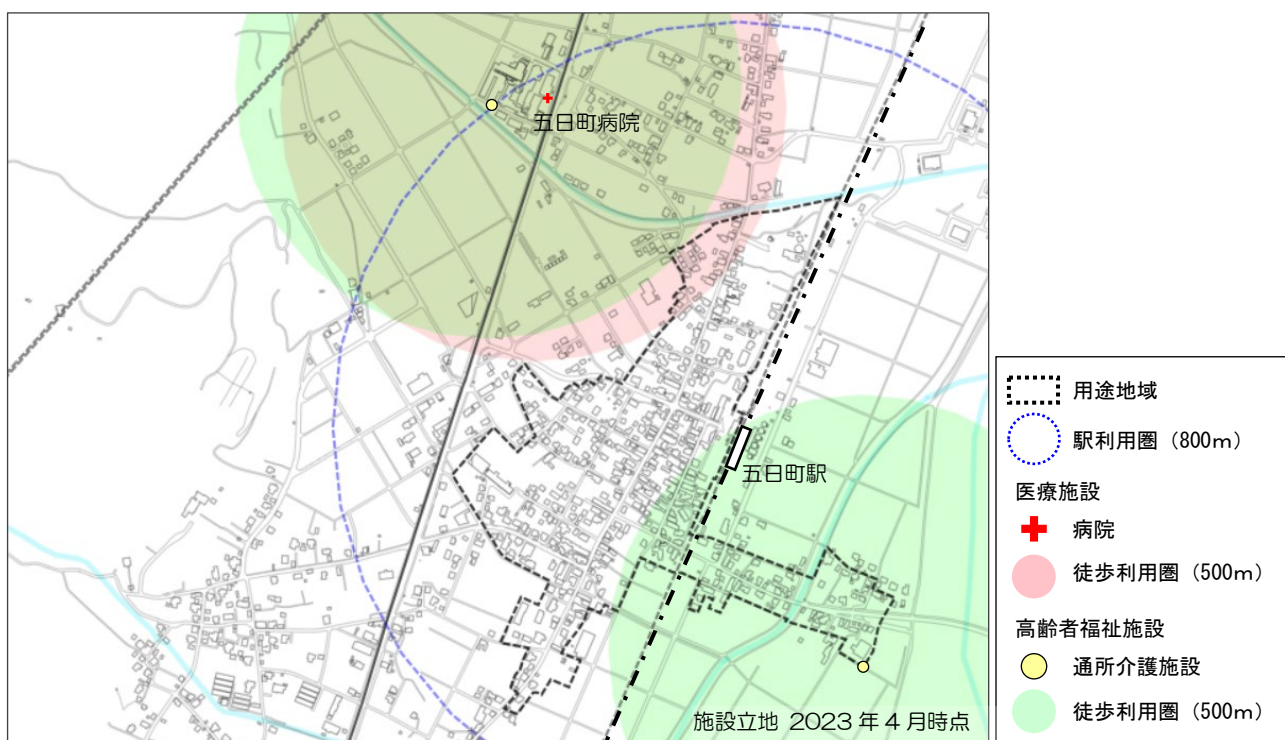 五日町病院
五日町駅
施設立地 2023年4月時点
用途地域
駅利用圏（800m）
医療施設
病院
徒歩利用圏（500m）
高齢者福祉施設
通所介護施設
徒歩利用圏（500m）